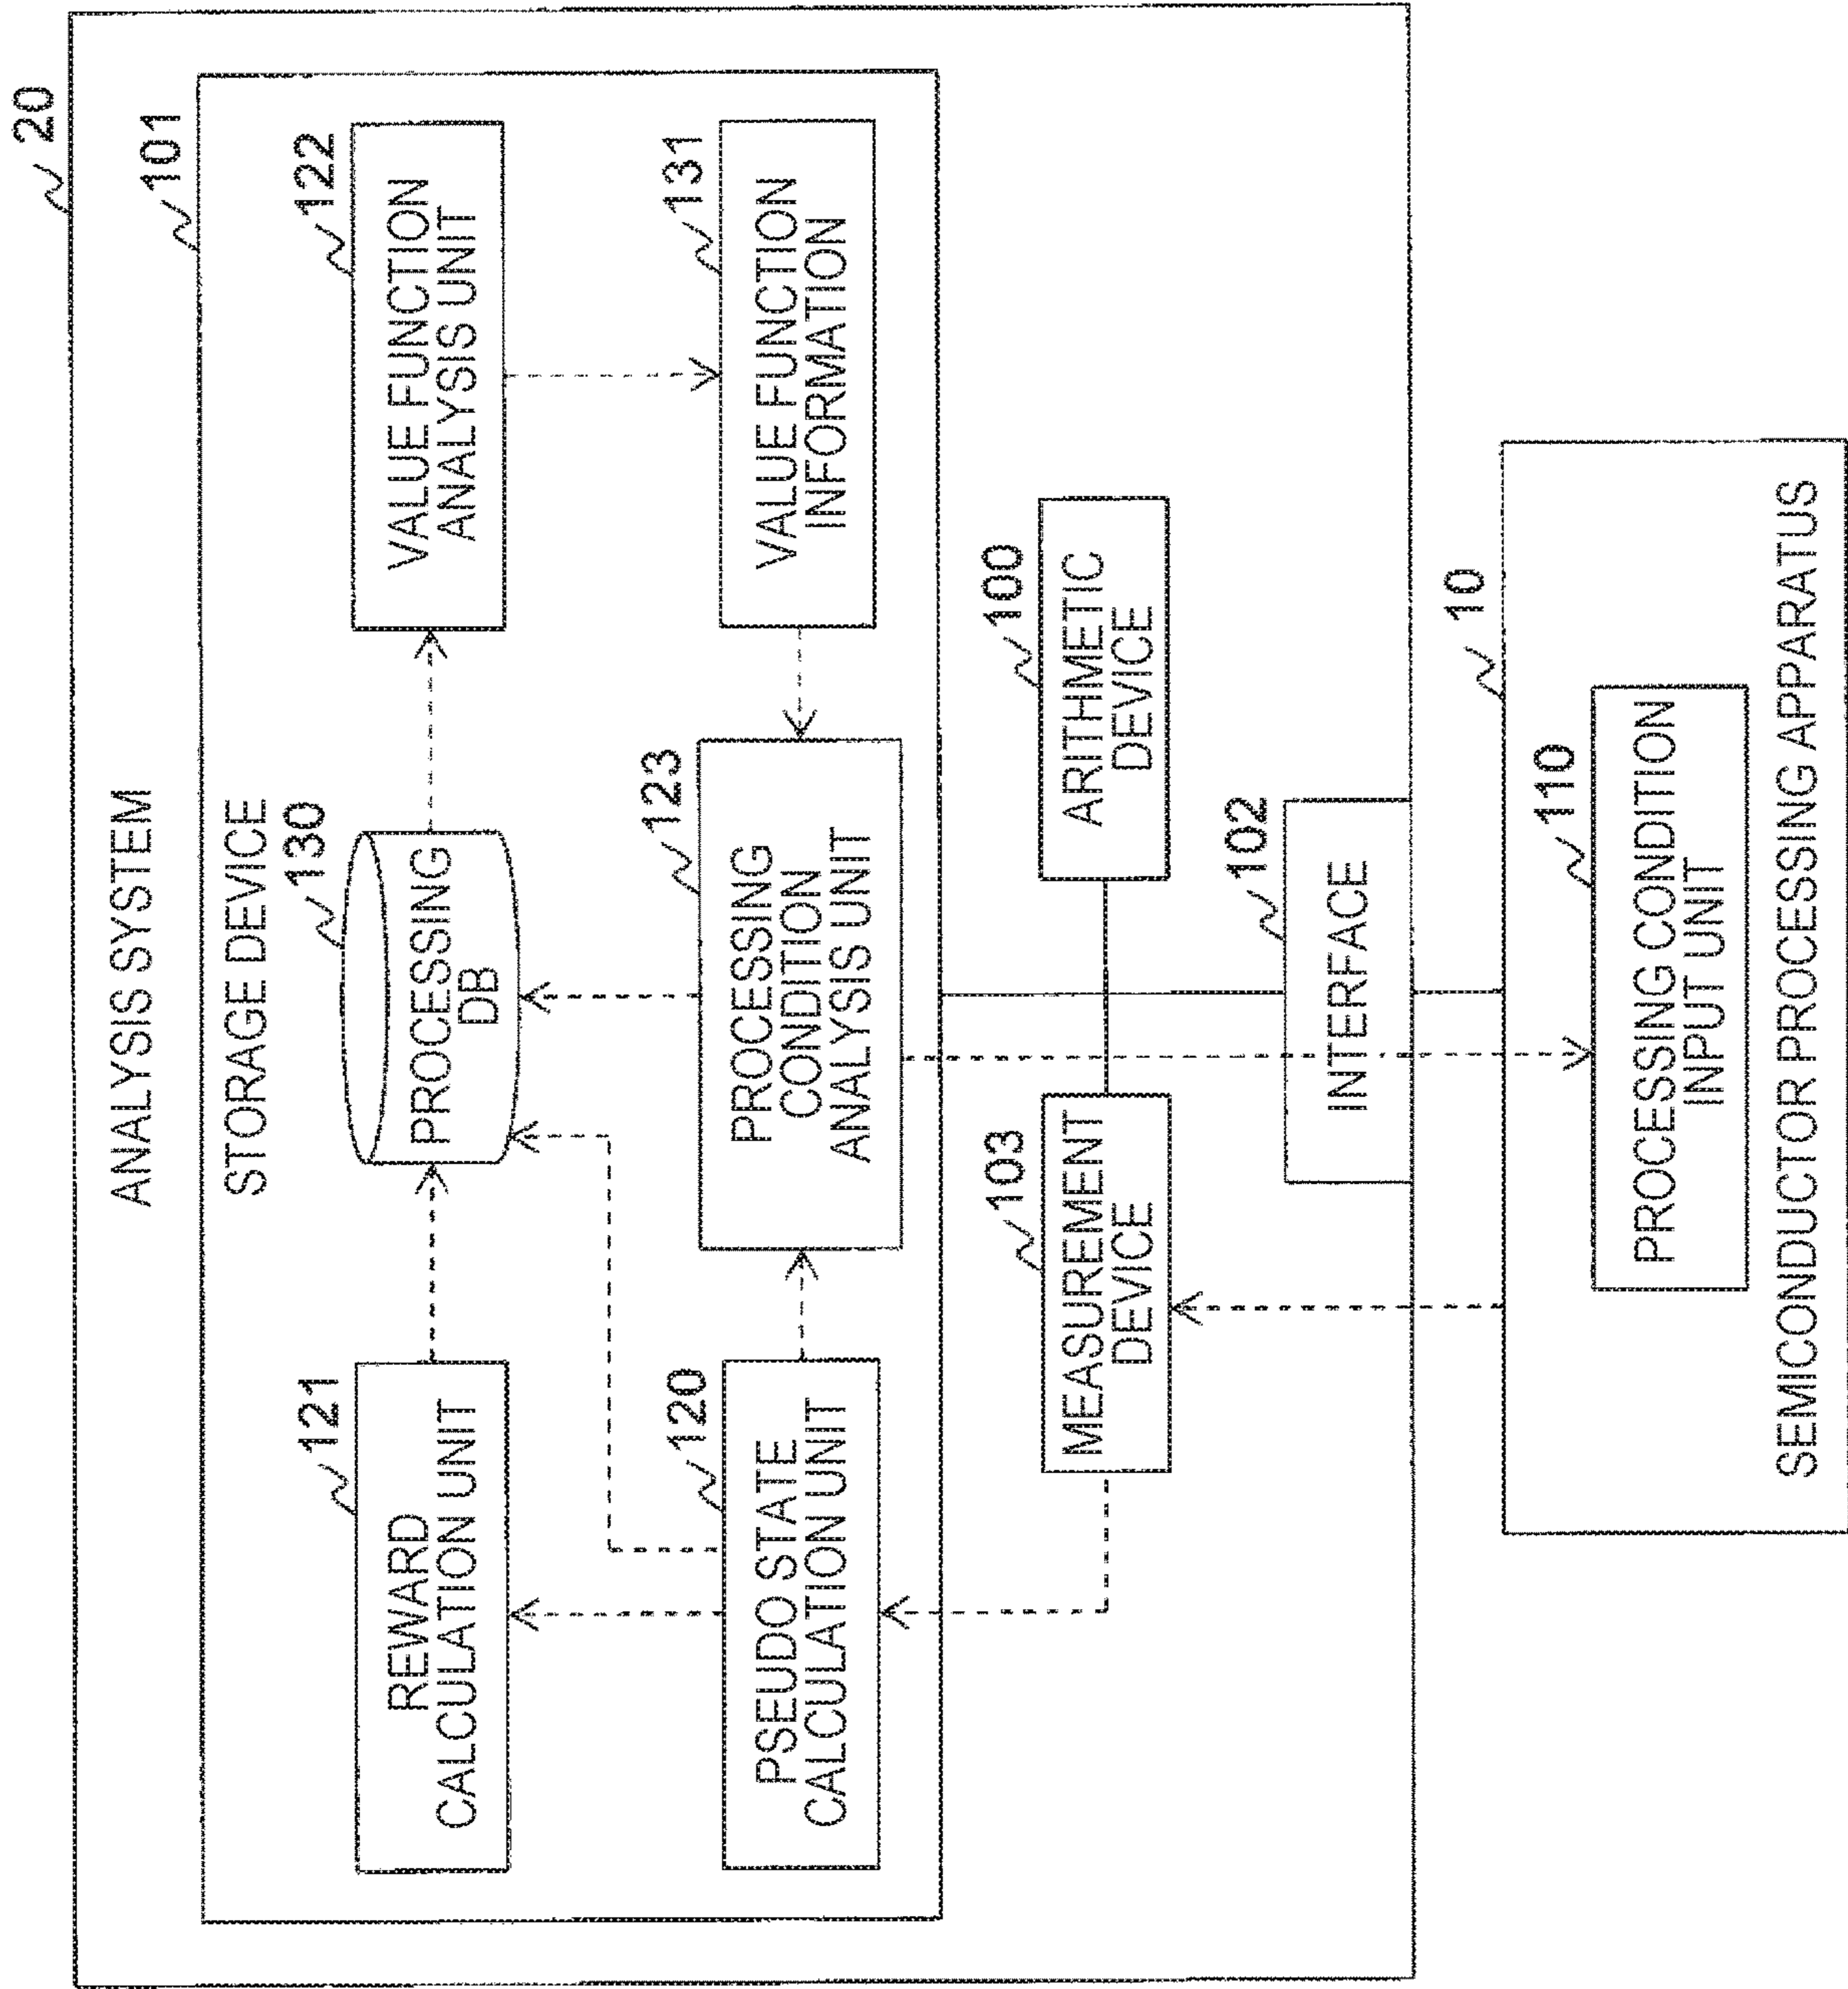 20
ANALYSIS SYSTEM
101
STORAGE DEVICE
121
REWARD
CALCULATION UNIT
130
PROCESSING
DB
122
VALUE FUNCTION
ANALYSIS UNIT
120
PSEUDO STATE
CALCULATION UNIT
123
PROCESSING
CONDITION
ANALYSIS UNIT
131
VALUE FUNCTION
INFORMATION
103
MEASUREMENT
DEVICE
100
ARITHMETIC
DEVICE
102
INTERFACE
10
110
PROCESSING CONDITION
INPUT UNIT
SEMICONDUCTOR PROCESSING APPARATUS